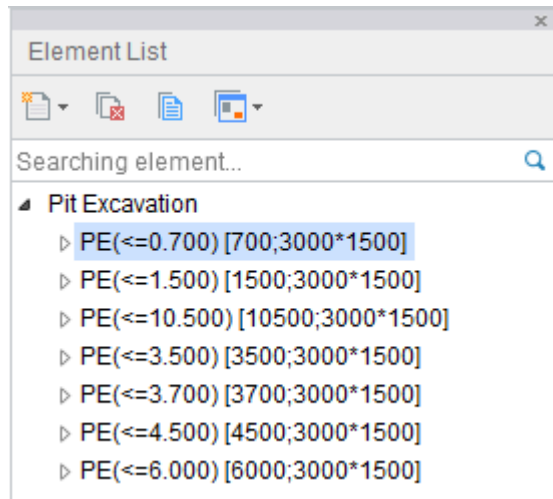 Element List
Searching element...
Pit Excavation
PE(<=0.700) [700;3000*1500]
PE(<=1.500) [1500;3000*1500]
PE(<=10.500) [10500;3000*1500]
PE(<=3.500) [3500;3000*1500]
PE(<=3.700) [3700;3000*1500]
PE(<=4.500) [4500;3000*1500]
PE(<=6.000) [6000;3000*1500]